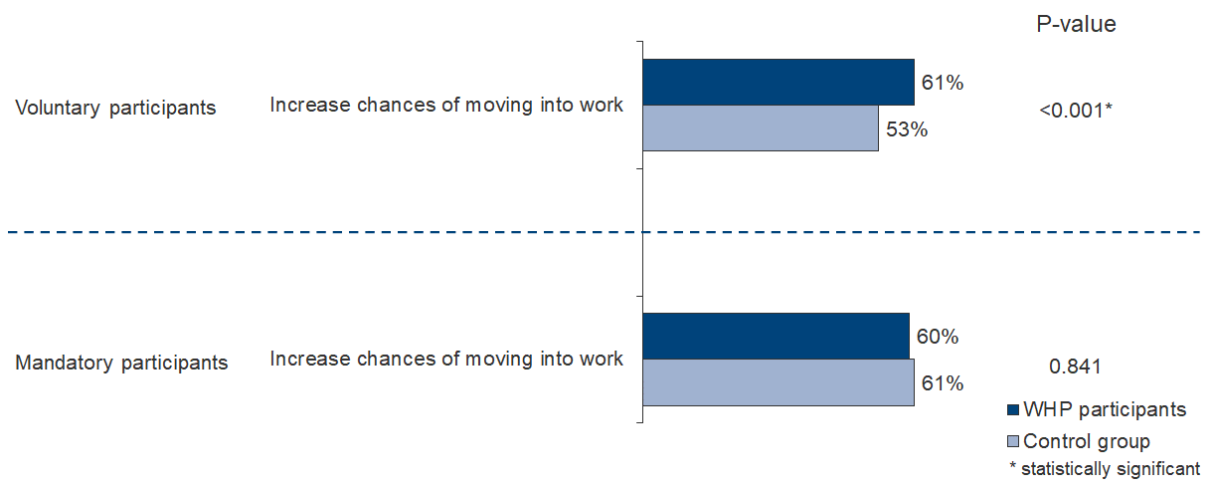 P-value
Voluntary participants
Increase chances of moving into work
61%
53%
<0.001*
Mandatory participants
Increase chances of moving into work
60%
61%
0.841
WHP participants
Control group
* statistically significant